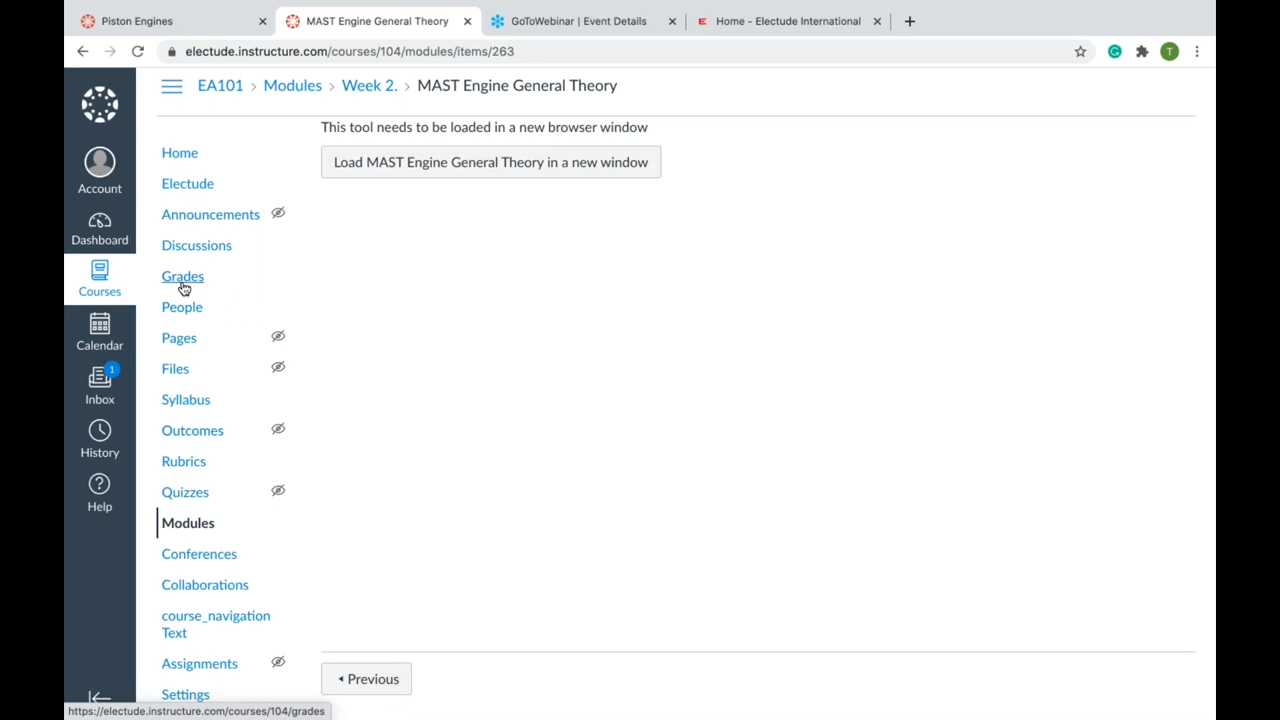 Piston Engines
MAST Engine General Theory
GoToWebinar | Event Details
Home - Electude International
electude.instructure.com/courses/104/modules/items/263
T
EA101 > Modules > Week 2. > MAST Engine General Theory
Account
Dashboard
Courses
Calendar
1
Inbox
History
Help
Home
Electude
Announcements
Discussions
Grades
People
Pages
Files
Syllabus
Outcomes
Rubrics
Quizzes
Modules
Conferences
Collaborations
course_navigation
Text
Assignments
Settings
This tool needs to be loaded in a new browser window
Load MAST Engine General Theory in a new window
Previous
https://electude.instructure.com/courses/104/grades